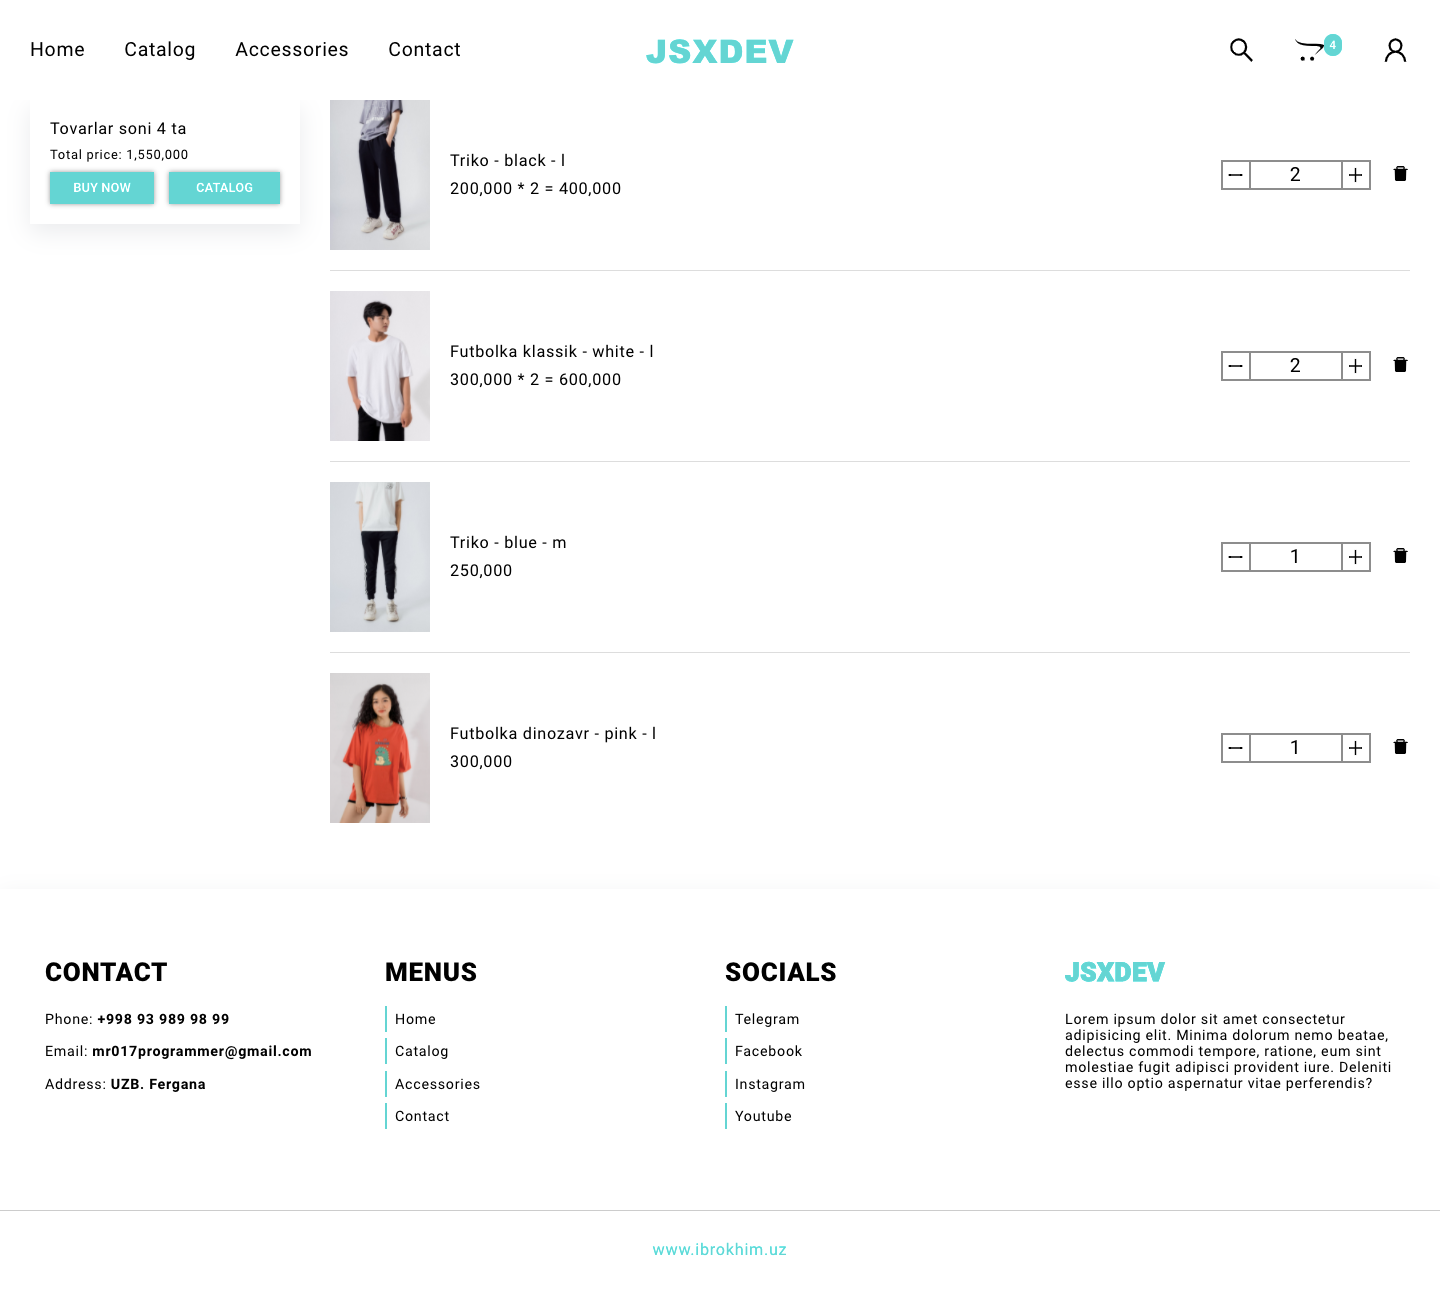 Home Catalog Accessories Contact
JSXDEV
4
Tovarlar soni 4 ta
Total price: 1,550,000
BUY NOW CATALOG
Triko - black - l
200,000 * 2 = 400,000
2
Futbolka klassik - white - l
300,000 * 2 = 600,000
2
Triko - blue - m
250,000
1
Futbolka dinozavr - pink - l
300,000
1
CONTACT
Phone: +998 93 989 98 99
Email: mr017programmer@gmail.com
Address: UZB. Fergana
MENUS
Home
Catalog
Accessories
Contact
SOCIALS
Telegram
Facebook
Instagram
Youtube
JSXDEV
Lorem ipsum dolor sit amet consectetur
adipisicing elit. Minima dolorum nemo beatae,
delectus commodi tempore, ratione, eum sint
molestiae fugit adipisci provident iure. Deleniti
esse illo optio aspernatur vitae perferendis?
www.ibrokhim.uz